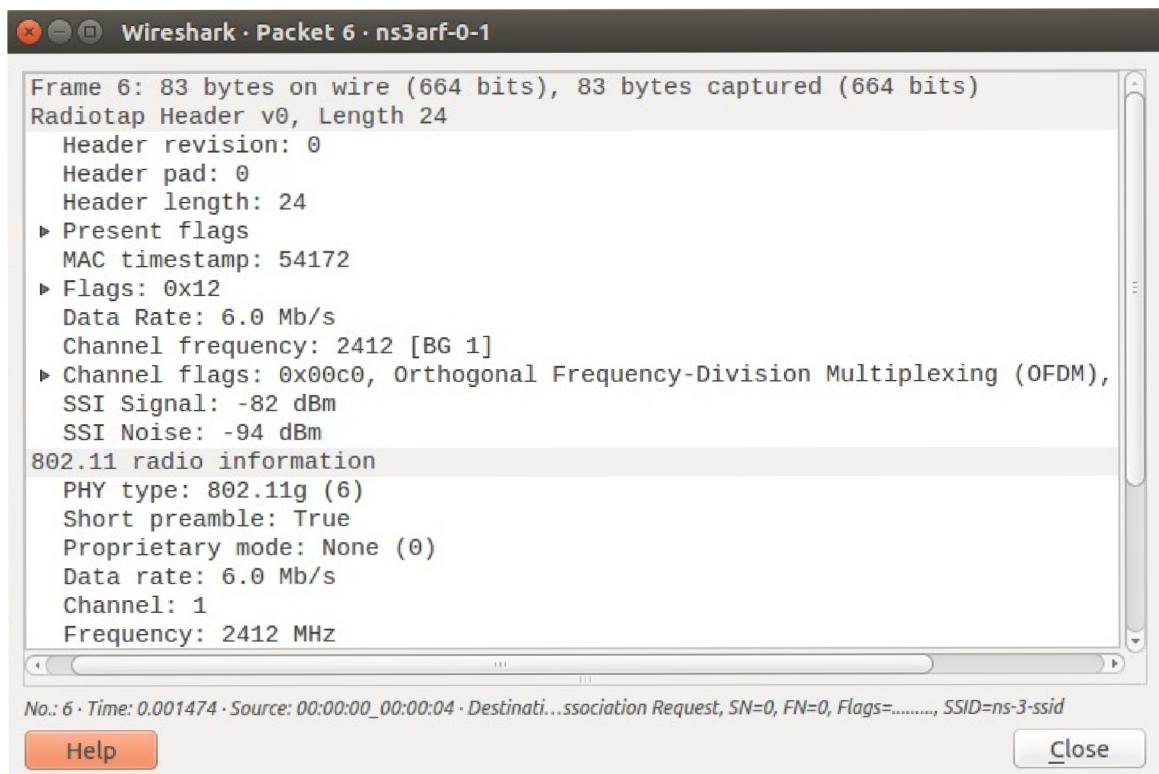 Wireshark · Packet 6 · ns3arf-0-1
Frame 6: 83 bytes on wire (664 bits), 83 bytes captured (664 bits)
Radiotap Header v0, Length 24
Header revision: 0
Header pad: 0
Header length: 24
Present flags
MAC timestamp: 54172
Flags: 0x12
Data Rate: 6.0 Mb/s
Channel frequency: 2412 [BG 1]
Channel flags: 0x00c0, Orthogonal Frequency-Division Multiplexing (OFDM),
SSI Signal: -82 dBm
SSI Noise: -94 dBm
802.11 radio information
PHY type: 802.11g (6)
Short preamble: True
Proprietary mode: None (0)
Data rate: 6.0 Mb/s
Channel: 1
Frequency: 2412 MHz
No.: 6 · Time: 0.001474 · Source: 00:00:00_00:00:04 · Destinati...ssociation Request, SN=0, FN=0, Flags=........, SSID=ns-3-ssid
Help
Close